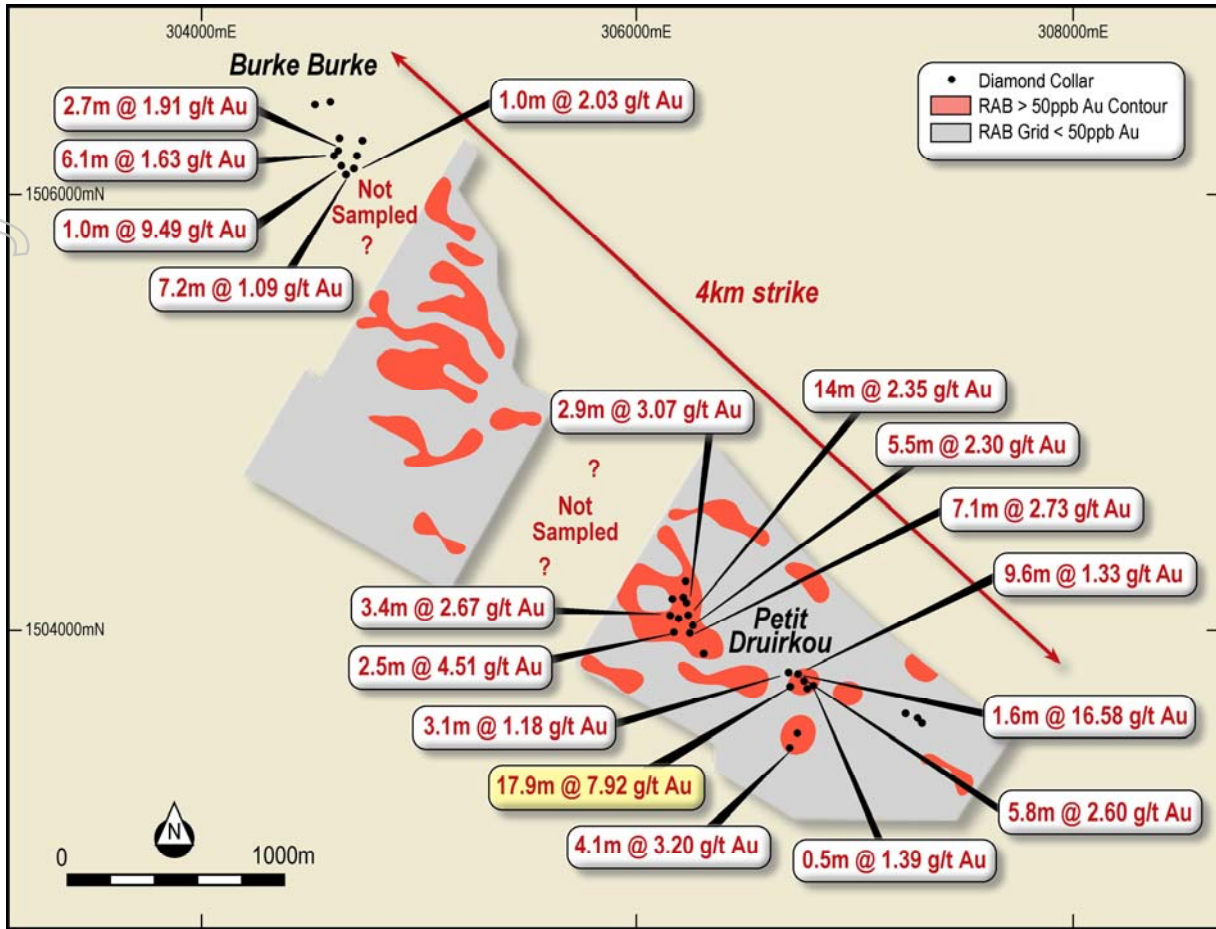 304000mE
306000mE
308000mE
Burke Burke
Diamond Collar
RAB > 50ppb Au Contour
RAB Grid < 50ppb Au
2.7m @ 1.91 g/t Au
1.0m @ 2.03 g/t Au
6.1m @ 1.63 g/t Au
1506000mN
Not
Sampled
?
1.0m @ 9.49 g/t Au
7.2m @ 1.09 g/t Au
4km strike
14m @ 2.35 g/t Au
2.9m @ 3.07 g/t Au
5.5m @ 2.30 g/t Au
?
Not
Sampled
?
7.1m @ 2.73 g/t Au
9.6m @ 1.33 g/t Au
3.4m @ 2.67 g/t Au
1504000mN
Petit
Druirkou
2.5m @ 4.51 g/t Au
3.1m @ 1.18 g/t Au
1.6m @ 16.58 g/t Au
17.9m @ 7.92 g/t Au
5.8m @ 2.60 g/t Au
4.1m @ 3.20 g/t Au
0.5m @ 1.39 g/t Au
N
0
1000m